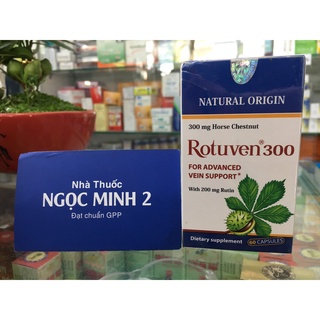 Nhà Thuốc
NGỌC MINH 2
Đạt chuẩn GPP
NATURAL ORIGIN
300 mg Horse Chestnut
Rotuven®300
FOR ADVANCED
VEIN SUPPORT*
With 200 mg Rutin
Dietary supplement
60 CAPSULES